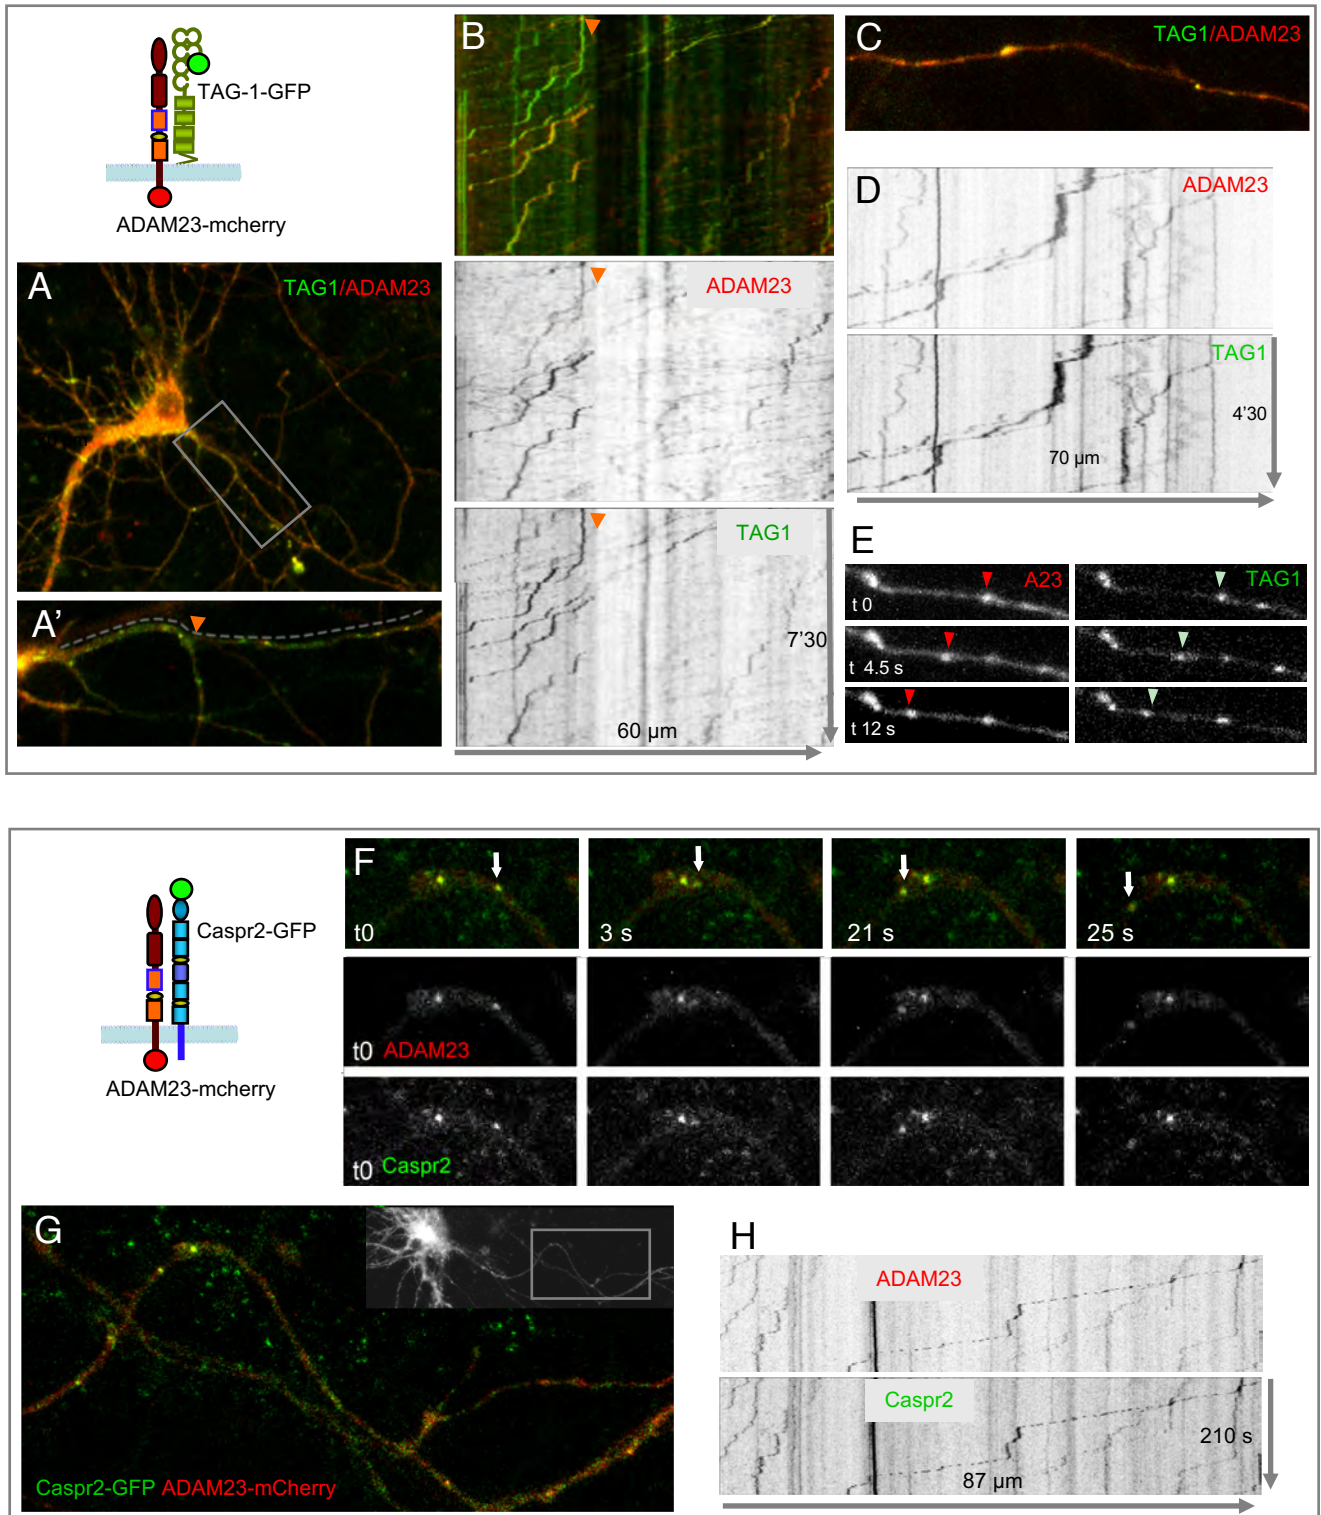 TAG-1-GFP
ADAM23-mcherry
A
TAG1/ADAM23
A'
B
ADAM23
TAG1
7'30
60 µm
C
TAG1/ADAM23
D
ADAM23
TAG1
4'30
70 µm
E
A23
TAG1
t 0
t 4.5 s
t 12 s
Caspr2-GFP
ADAM23-mcherry
F
t0
3 s
21 s
25 s
t0 ADAM23
t0 Caspr2
G
Caspr2-GFP ADAM23-mCherry
H
ADAM23
Caspr2
210 s
87 µm